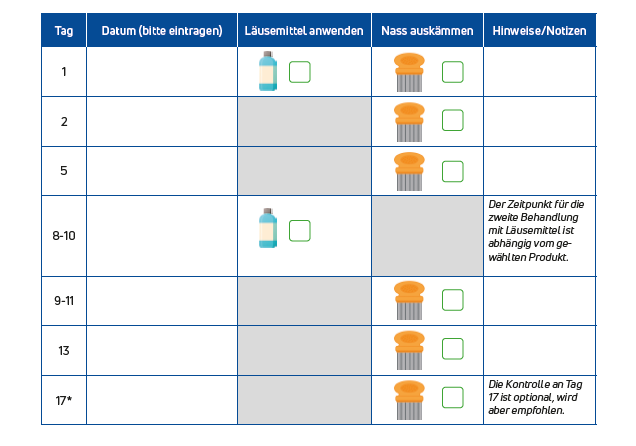 Tag Datum (bitte eintragen) Läusemittel anwenden Nass auskämmen Hinweise/Notizen
1
2
5
8-10
Der Zeitpunkt für die
zweite Behandlung
mit Läusemittel ist
abhängig vom ge-
wählten Produkt.
9-11
13
17*
Die Kontrolle an Tag
17 ist optional, wird
aber empfohlen.